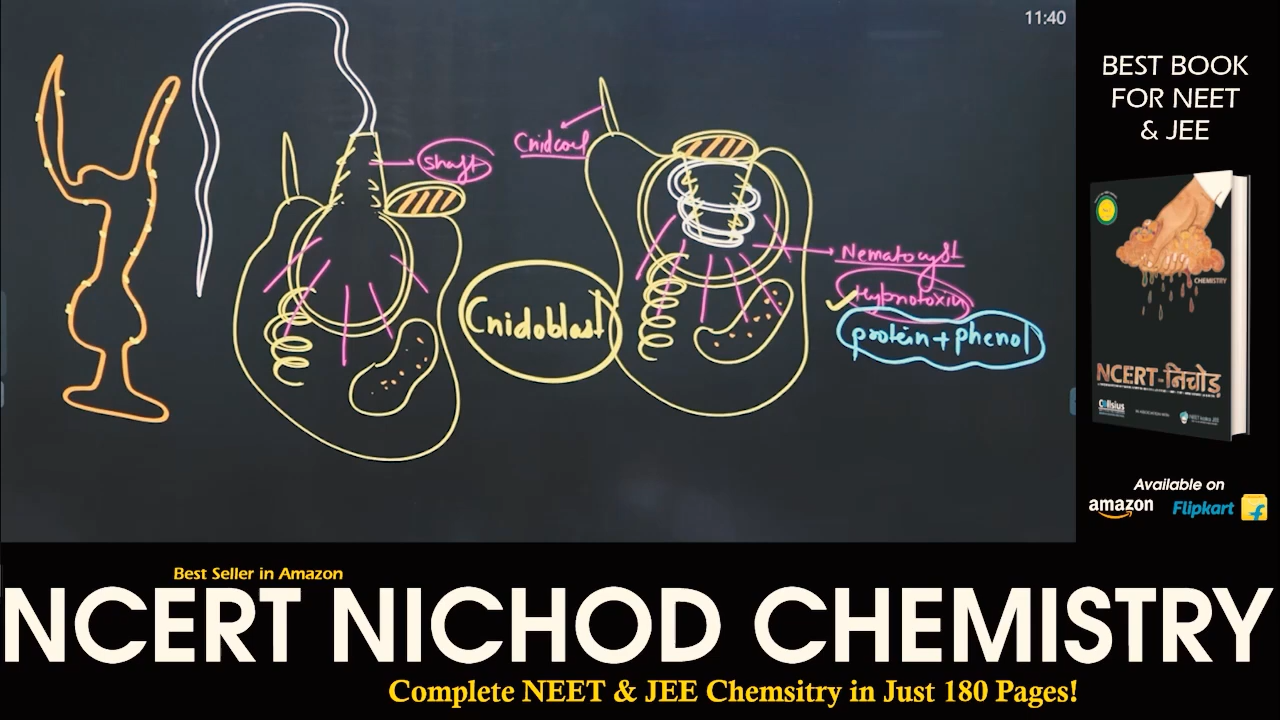 11:40
Shaft
Cnidcoel
Nematocyst
Hypnotoxin
protein + phenol
Cnidoblast
BEST BOOK
FOR NEET
& JEE
CHEMISTRY
NCERT-निचोड़
Available on
amazon
Flipkart
Best Seller in Amazon
NCERT NICHOD CHEMISTRY
Complete NEET & JEE Chemsitry in Just 180 Pages!